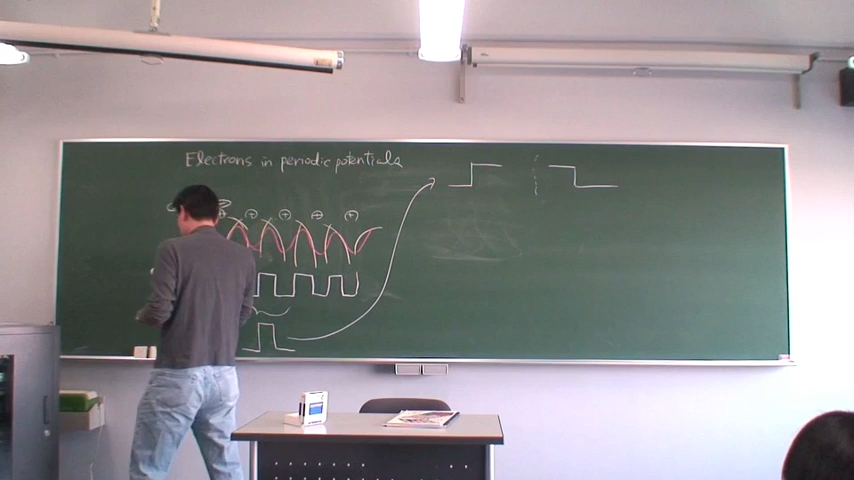 Electrons in periodic potentials
+ + + + +